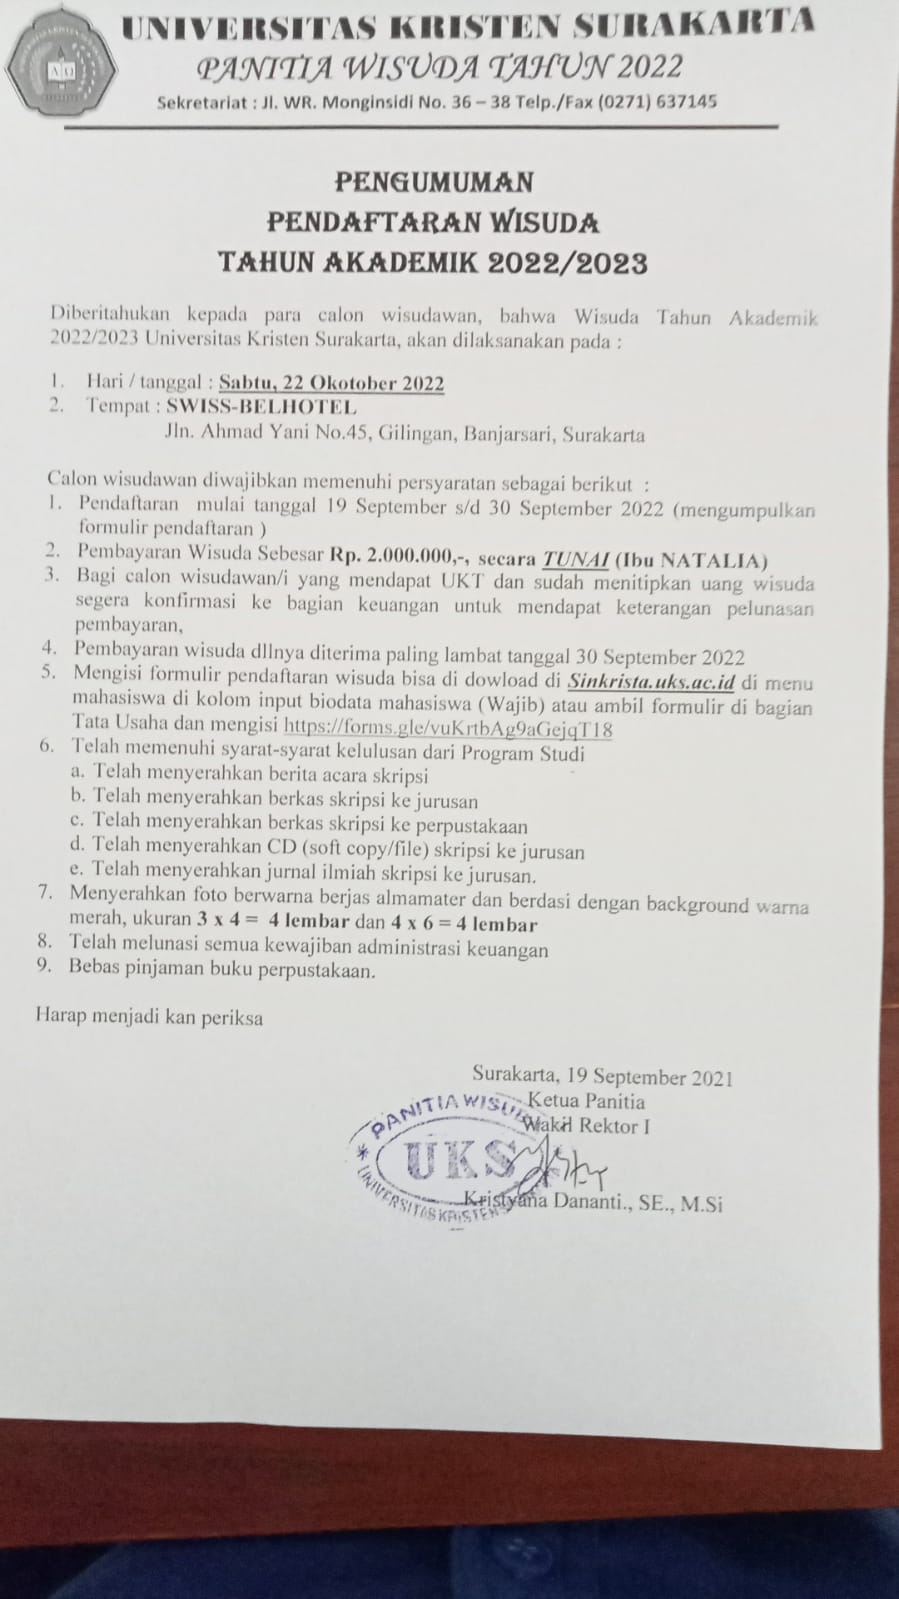 UNIVERSITAS KRISTEN SURAKARTA
PANITIA WISUDA TAHUN 2022
Sekretariat : Jl. WR. Monginsidi No. 36 – 38 Telp./Fax (0271) 637145
PENGUMUMAN
PENDAFTARAN WISUDA
TAHUN AKADEMIK 2022/2023
Diberitahukan kepada para calon wisudawan, bahwa Wisuda Tahun Akademik
2022/2023 Universitas Kristen Surakarta, akan dilaksanakan pada :
1. Hari / tanggal : Sabtu, 22 Okotober 2022
2. Tempat : SWISS-BELHOTEL
Jln. Ahmad Yani No.45, Gilingan, Banjarsari, Surakarta
Calon wisudawan diwajibkan memenuhi persyaratan sebagai berikut :
1. Pendaftaran mulai tanggal 19 September s/d 30 September 2022 (mengumpulkan
formulir pendaftaran )
2. Pembayaran Wisuda Sebesar Rp. 2.000.000,-, secara TUNAI (Ibu NATALIA)
3. Bagi calon wisudawan/i yang mendapat UKT dan sudah menitipkan uang wisuda
segera konfirmasi ke bagian keuangan untuk mendapat keterangan pelunasan
pembayaran,
4. Pembayaran wisuda dllnya diterima paling lambat tanggal 30 September 2022
5. Mengisi formulir pendaftaran wisuda bisa di dowload di Sinkrista.uks.ac.id di menu
mahasiswa di kolom input biodata mahasiswa (Wajib) atau ambil formulir di bagian
Tata Usaha dan mengisi https://forms.gle/vuKrtbAg9aGejqT18
6. Telah memenuhi syarat-syarat kelulusan dari Program Studi
a. Telah menyerahkan berita acara skripsi
b. Telah menyerahkan berkas skripsi ke jurusan
c. Telah menyerahkan berkas skripsi ke perpustakaan
d. Telah menyerahkan CD (soft copy/file) skripsi ke jurusan
e. Telah menyerahkan jurnal ilmiah skripsi ke jurusan.
7. Menyerahkan foto berwarna berjas almamater dan berdasi dengan background warna
merah, ukuran 3 x 4 = 4 lembar dan 4 x 6 = 4 lembar
8. Telah melunasi semua kewajiban administrasi keuangan
9. Bebas pinjaman buku perpustakaan.
Harap menjadi kan periksa
Surakarta, 19 September 2021
Ketua Panitia
Wakil Rektor I
PANITIA WISUDA
UKS
UNIVERSITAS KRISTEN
Kristyana Dananti., SE., M.Si